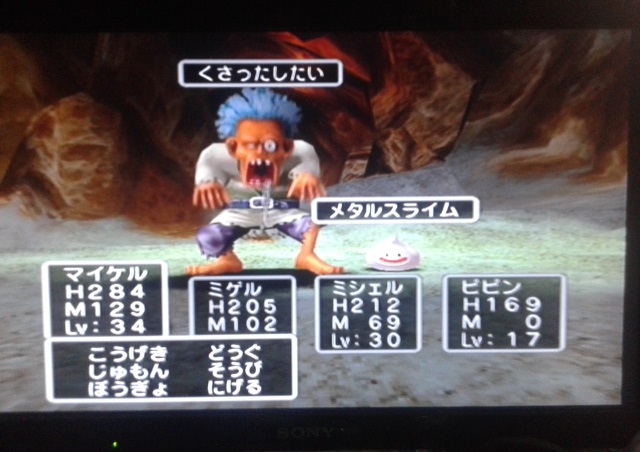 くさったしたい
メタルスライム
マイケル
H284
M129
Lv:34
ミゲル
H205
M102
ミシェル
H212
M 69
Lv:30
ビビン
H169
M 0
Lv:17
こうげき どうぐ
じゅもん そうび
ぼうぎょ にげる
SONY